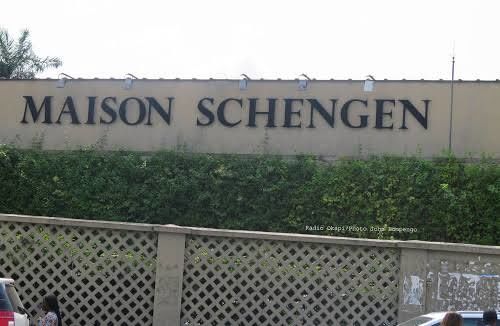 MAISON SCHENGEN
Radio Okapi/Photo John Bompengo